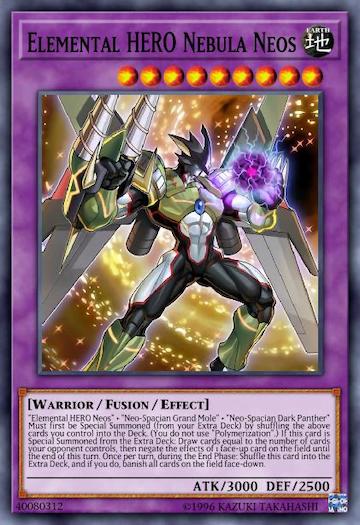 ELEMENTAL HERO NEBULA NEOS
EARTH
地
[WARRIOR / FUSION / EFFECT]
"Elemental HERO Neos" + "Neo-Spacian Grand Mole" + "Neo-Spacian Dark Panther"
Must first be Special Summoned (from your Extra Deck) by shuffling the above
cards you control into the Deck. (You do not use "Polymerization".) If this card is
Special Summoned from the Extra Deck: Draw cards equal to the number of cards
your opponent controls, then negate the effects of 1 face-up card on the field until
the end of this turn. Once per turn, during the End Phase: Shuffle this card into
the Extra Deck, and if you do, banish all cards on the field face-down.
ATK/3000 DEF/2500
40080312
©1996 KAZUKI TAKAHASHI